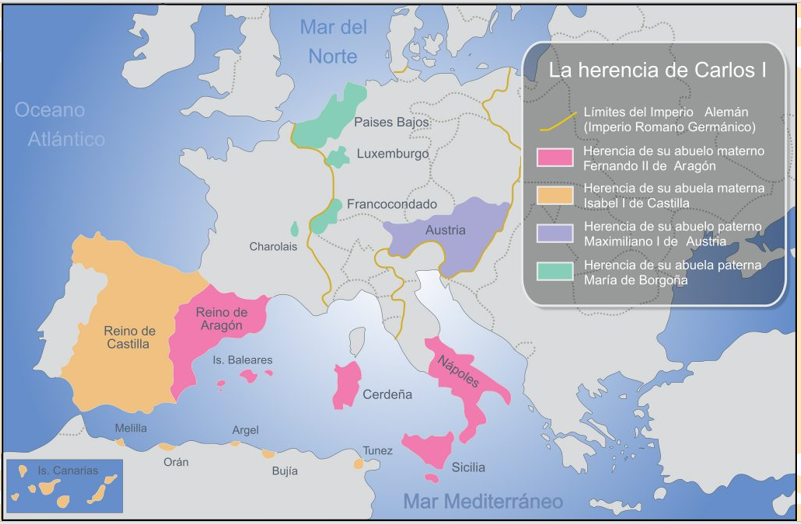 Mar del
Norte
Oceano
Atlántico
La herencia de Carlos I
Límites del Imperio Alemán
(Imperio Romano Germánico)
Herencia de su abuelo materno
Fernando II de Aragón
Herencia de su abuela materna
Isabel I de Castilla
Herencia de su abuelo paterno
Maximiliano I de Austria
Herencia de su abuela paterna
María de Borgoña
Paises Bajos
Luxemburgo
Francocondado
Charolais
Austria
Reino de
Castilla
Reino de
Aragón
Is. Baleares
Cerdeña
Nápoles
Sicilia
Melilla
Orán
Argel
Bujía
Tunez
Is. Canarias
Mar Mediterráneo